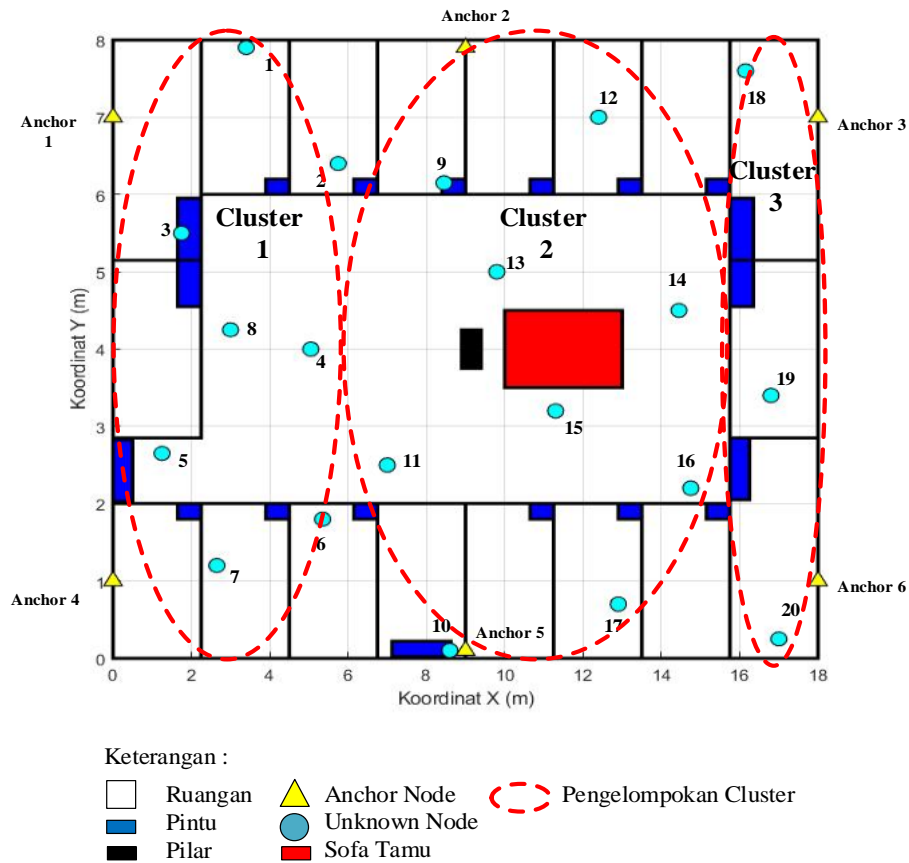 Anchor 2
8
7
6
5
4
3
2
1
0
Koordinat Y (m)
1
12
18
Anchor
1
Anchor 3
2
9
3
Cluster
1
Cluster
2
Cluster
3
13
14
8
4
19
15
5
11
16
6
7
Anchor 4
Anchor 6
17
20
10
Anchor 5
0
2
4
6
8
10
12
14
16
18
Koordinat X (m)
Keterangan :
Ruangan
Anchor Node
Pengelompokan Cluster
Pintu
Unknown Node
Pilar
Sofa Tamu